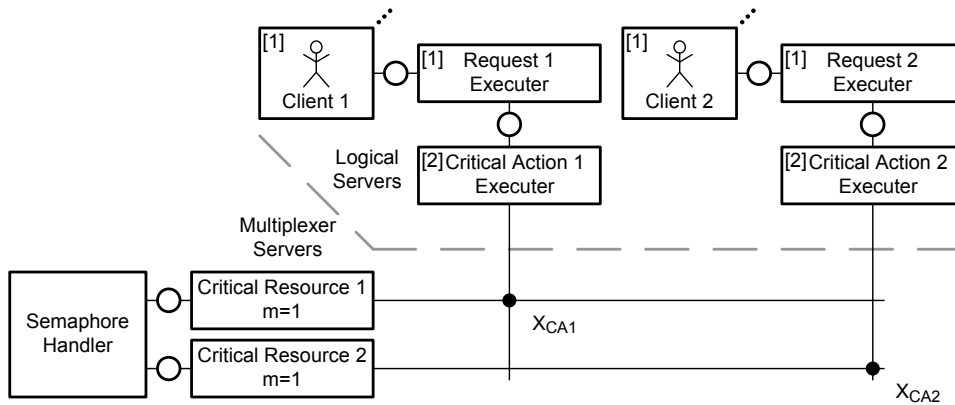 [1]
Client 1
[1] Request 1
Executer
[1]
Client 2
[1] Request 2
Executer
Logical
Servers
[2] Critical Action 1
Executer
[2] Critical Action 2
Executer
Multiplexer
Servers
Semaphore
Handler
Critical Resource 1
m=1
X_CA1
Critical Resource 2
m=1
X_CA2